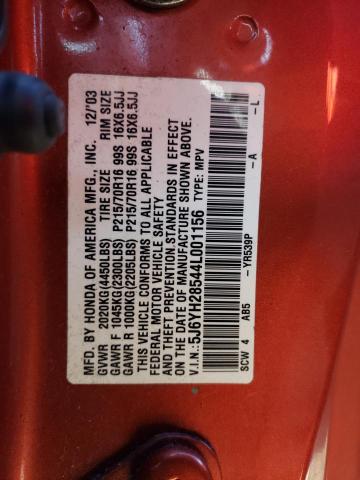 MFD. BY HONDA OF AMERICA MFG., INC. 12/'03
GVWR 2020KG(4450LBS) TIRE SIZE RIM SIZE
GAWR F 1045KG(2300LBS) P215/70R16 99S 16X6.5JJ
GAWR R 1000KG(2205LBS) P215/70R16 99S 16X6.5JJ
THIS VEHICLE CONFORMS TO ALL APPLICABLE
FEDERAL MOTOR VEHICLE SAFETY AND
THEFT PREVENTION STANDARDS IN EFFECT
ON THE DATE OF MANUFACTURE SHOWN ABOVE.
V.I.N.:5J6YH28544L001156 TYPE: MPV
SCW 4 AB5 -YR539P -A -L